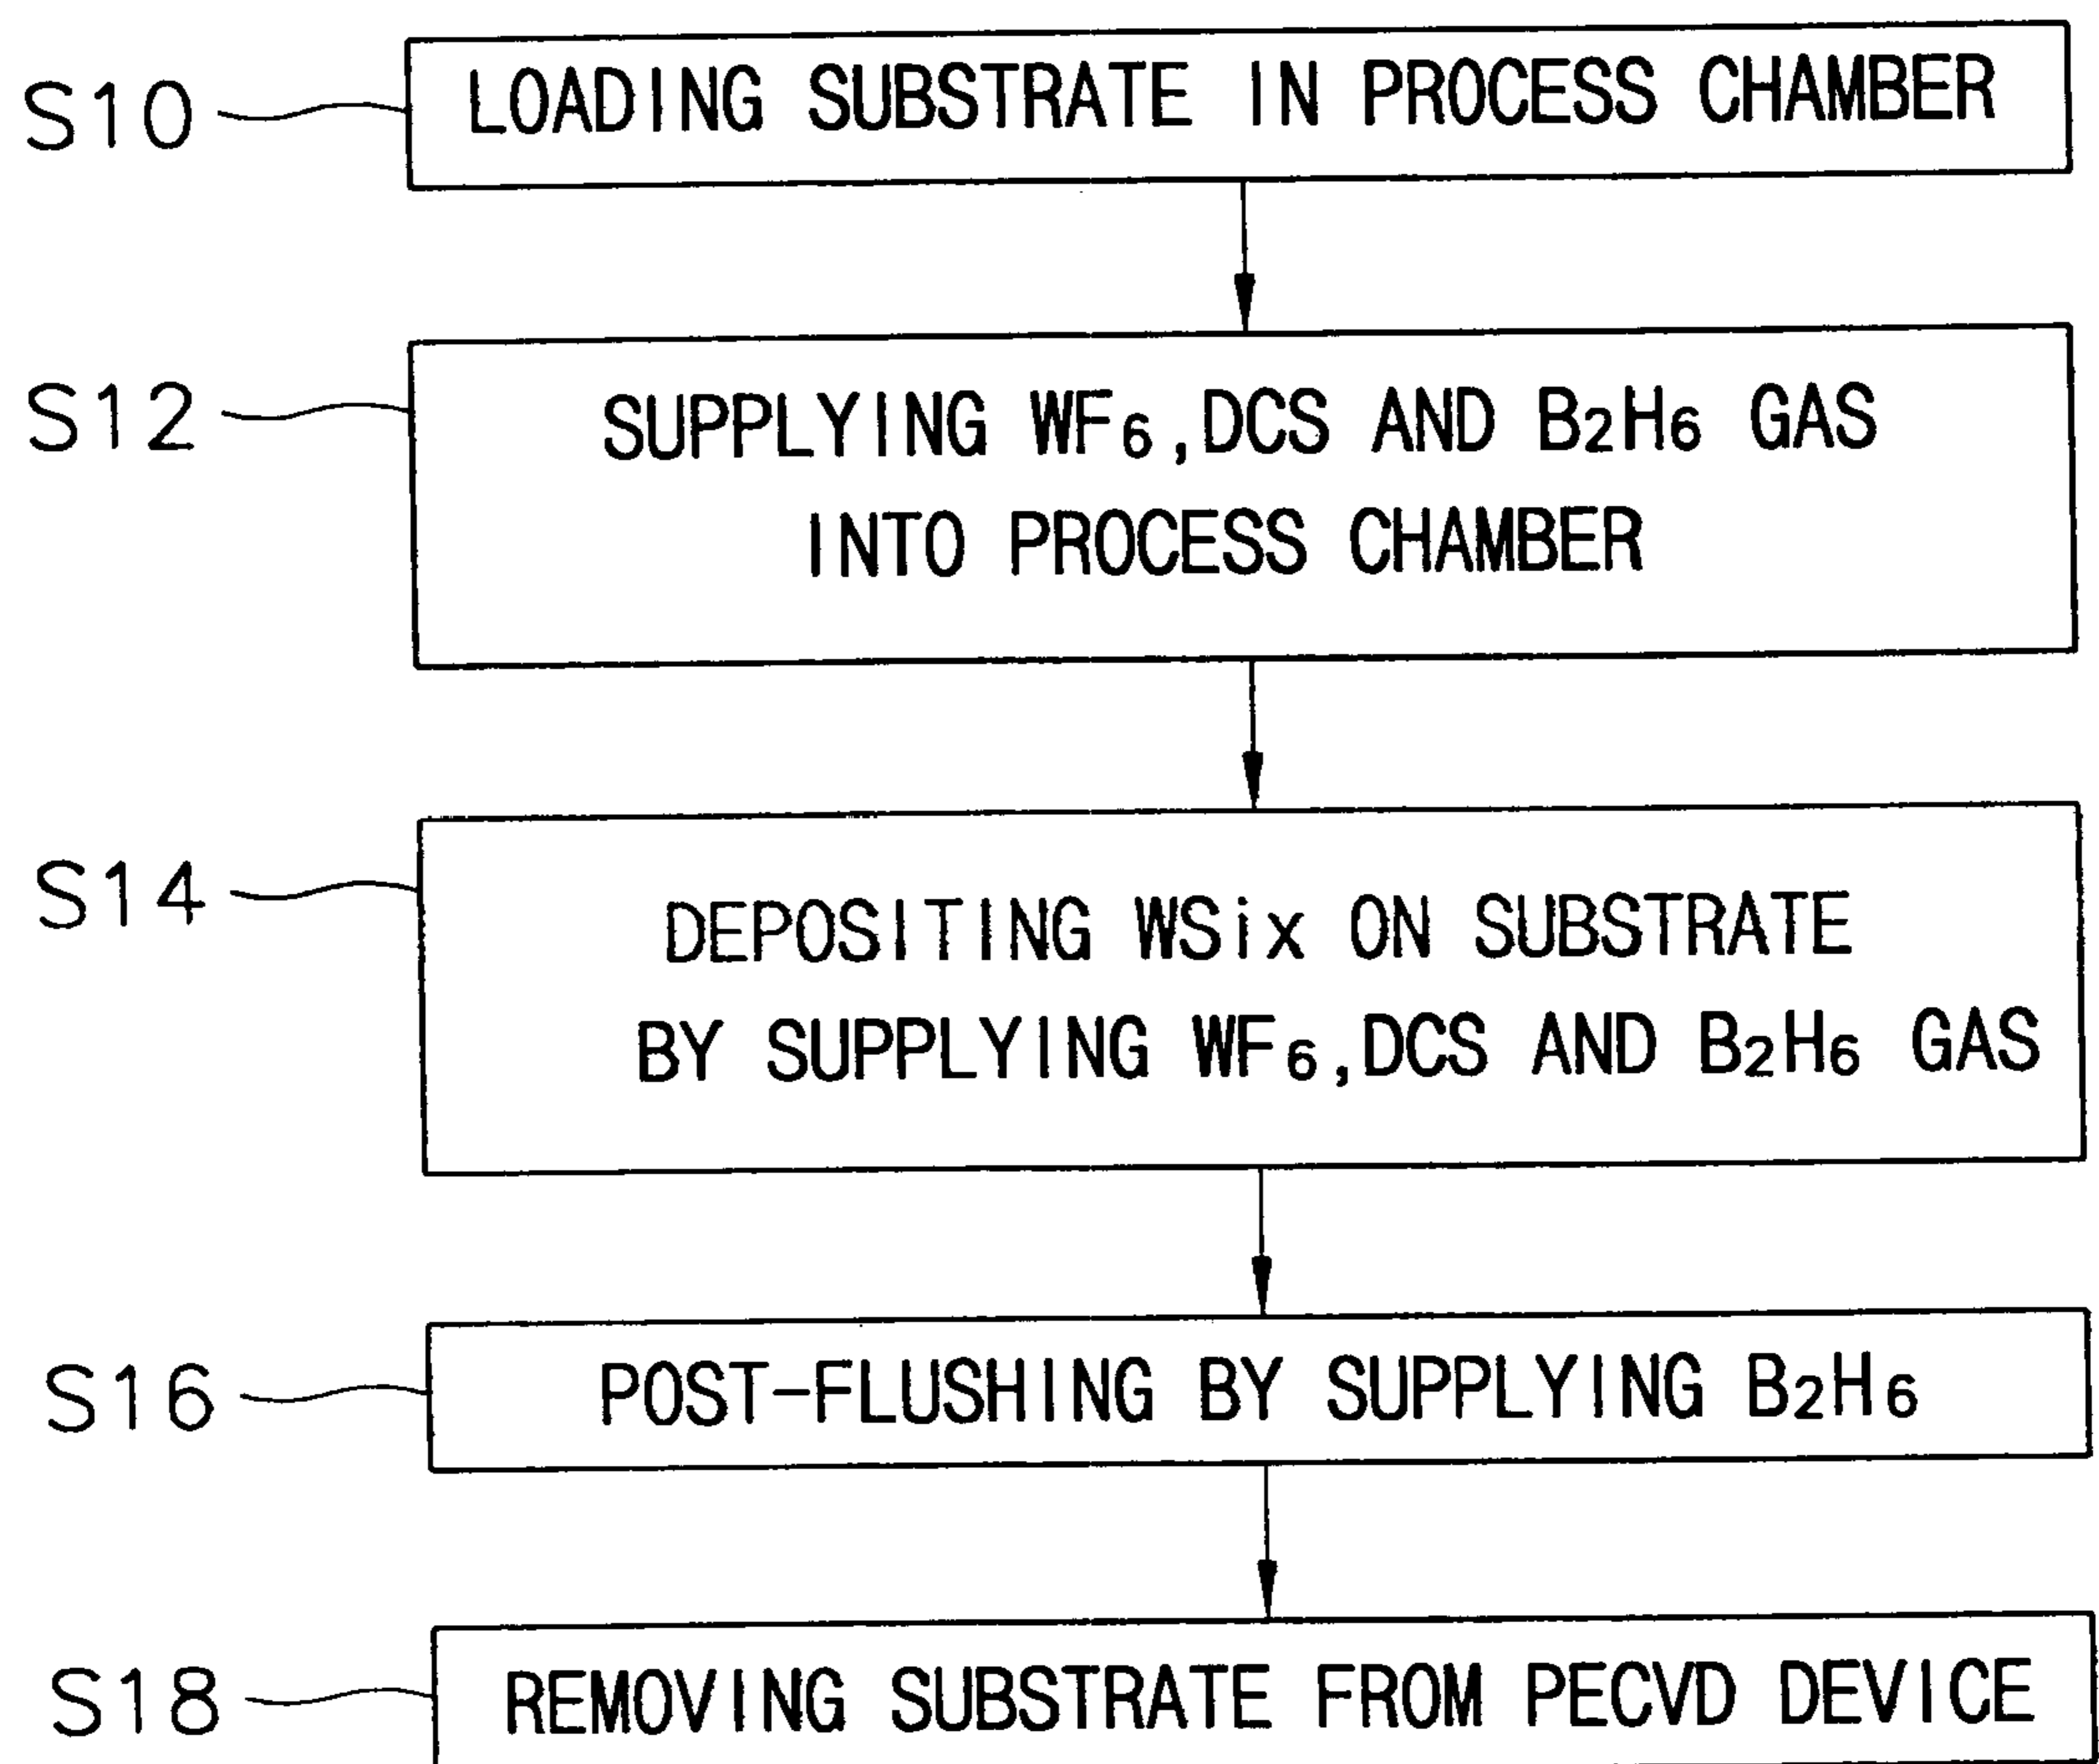 S10
LOADING SUBSTRATE IN PROCESS CHAMBER
S12
SUPPLYING WF₆,DCS AND B₂H₆ GAS
INTO PROCESS CHAMBER
S14
DEPOSITING WSix ON SUBSTRATE
BY SUPPLYING WF₆,DCS AND B₂H₆ GAS
S16
POST-FLUSHING BY SUPPLYING B₂H₆
S18
REMOVING SUBSTRATE FROM PECVD DEVICE